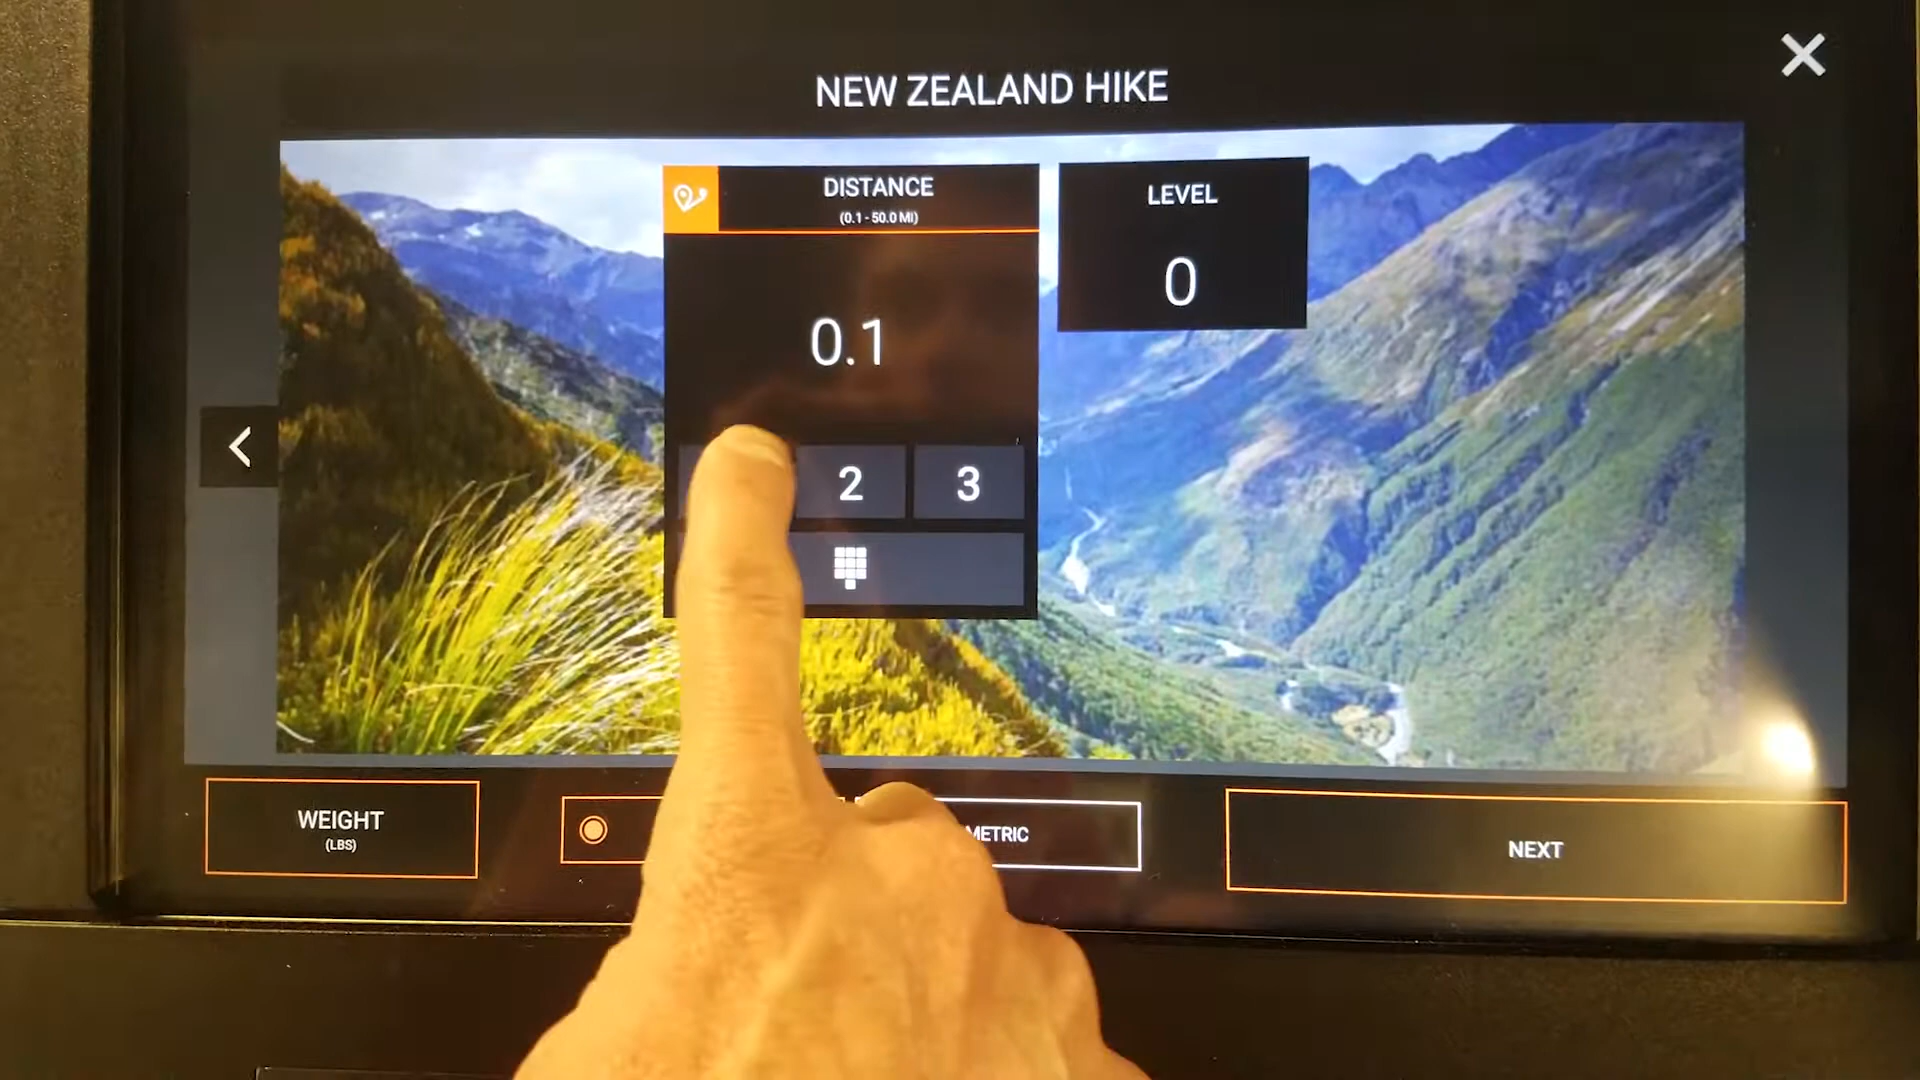 NEW ZEALAND HIKE
DISTANCE
(0.1 - 50.0 MI)
0.1
2
3
LEVEL
0
WEIGHT
(LBS)
METRIC
NEXT